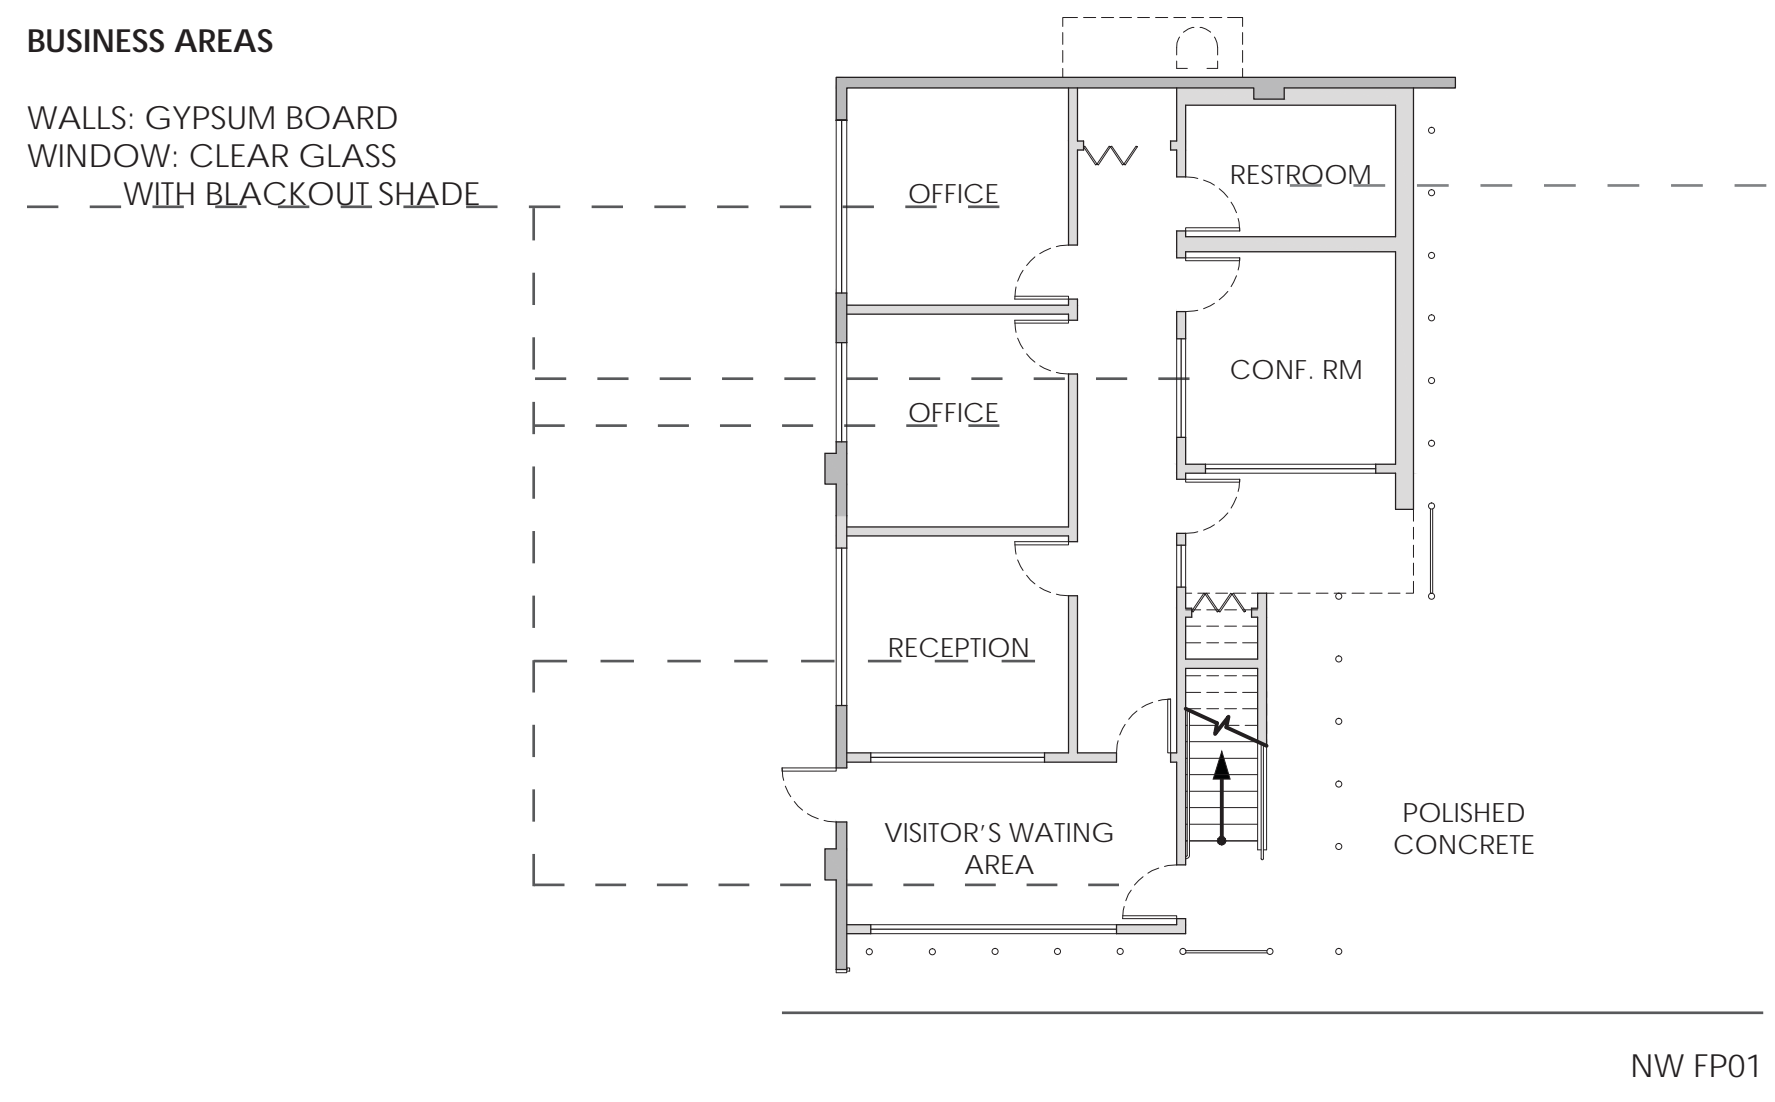 BUSINESS AREAS
WALLS: GYPSUM BOARD
WINDOW: CLEAR GLASS
WITH BLACKOUT SHADE
OFFICE
RESTROOM
CONF. RM
OFFICE
RECEPTION
VISITOR'S WATING
AREA
POLISHED
CONCRETE
NW FP01